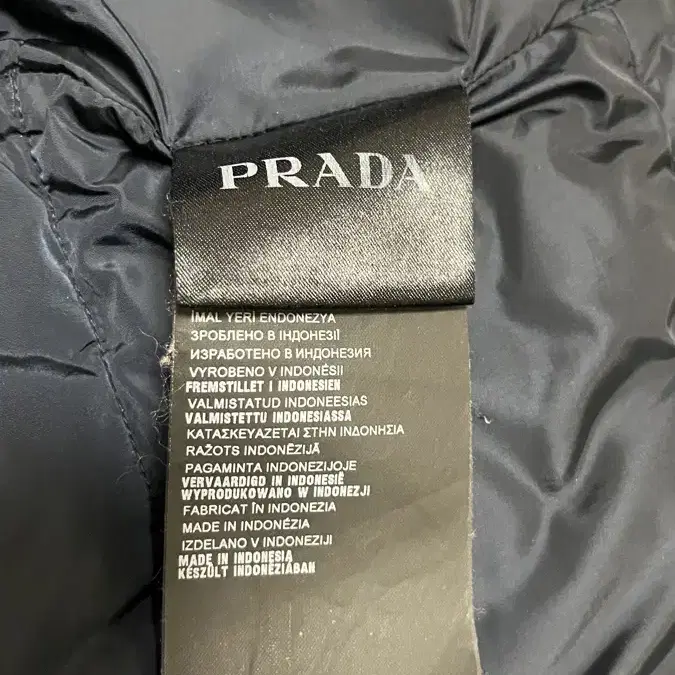 PRADA
İMAL YERİ ENDONEZYA
ЗРОБЛЕНО В ІНДОНЕЗІЇ
ИЗРАБОТЕНО В ИНДОНЕЗИЯ
VYROBENO V INDONÉSII
FREMSTILLET I INDONESIEN
VALMISTATUD INDONEESIAS
VALMISTETTU INDONESIASSA
ΚΑΤΑΣΚΕΥΑΖΕΤΑΙ ΣΤΗΝ ΙΝΔΟΝΗΣΙΑ
RAŽOTS INDONĒZIJĀ
PAGAMINTA INDONEZIJOJE
VERVAARDIGD IN INDONESIË
WYPRODUKOWANO W INDONEZJI
FABRICAT ÎN INDONEZIA
MADE IN INDONÉZIA
IZDELANO V INDONEZIJI
MADE IN INDONESIA
KÉSZÜLT INDONÉZIÁBAN